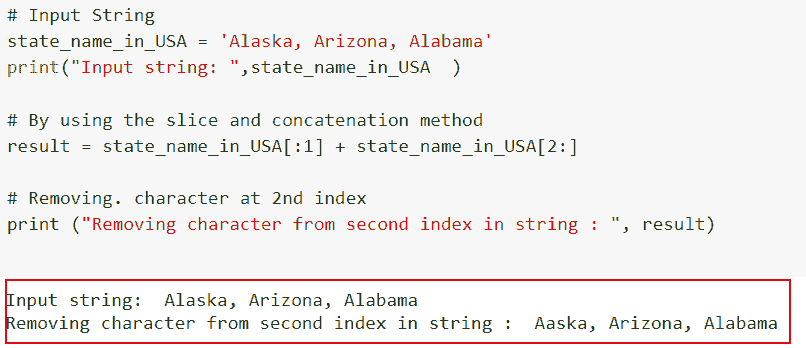 # Input String
state_name_in_USA = 'Alaska, Arizona, Alabama'
print("Input string: ",state_name_in_USA  )
# By using the slice and concatenation method
result = state_name_in_USA[:1] + state_name_in_USA[2:]
# Removing. character at 2nd index
print ("Removing character from second index in string : ", result)
Input string:  Alaska, Arizona, Alabama
Removing character from second index in string :  Aaska, Arizona, Alabama